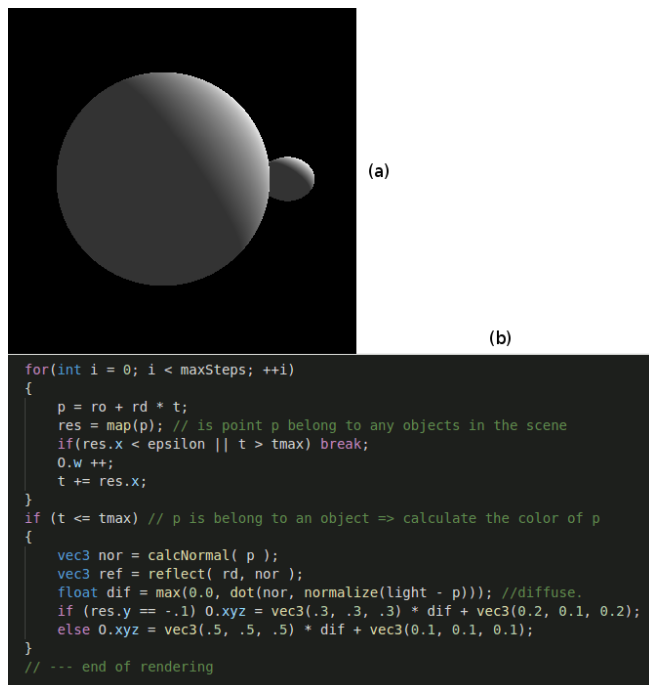 (a)
(b)
for(int i = 0; i < maxSteps; ++i)
{
    p = ro + rd * t;
    res = map(p); // is point p belong to any objects in the scene
    if(res.x < epsilon || t > tmax) break;
    O.w ++;
    t += res.x;
}
if (t <= tmax) // p is belong to an object => calculate the color of p
{
    vec3 nor = calcNormal( p );
    vec3 ref = reflect( rd, nor );
    float dif = max(0.0, dot(nor, normalize(light - p))); //diffuse.
    if (res.y == -.1) O.xyz = vec3(.3, .3, .3) * dif + vec3(0.2, 0.1, 0.2);
    else O.xyz = vec3(.5, .5, .5) * dif + vec3(0.1, 0.1, 0.1);
}
// --- end of rendering